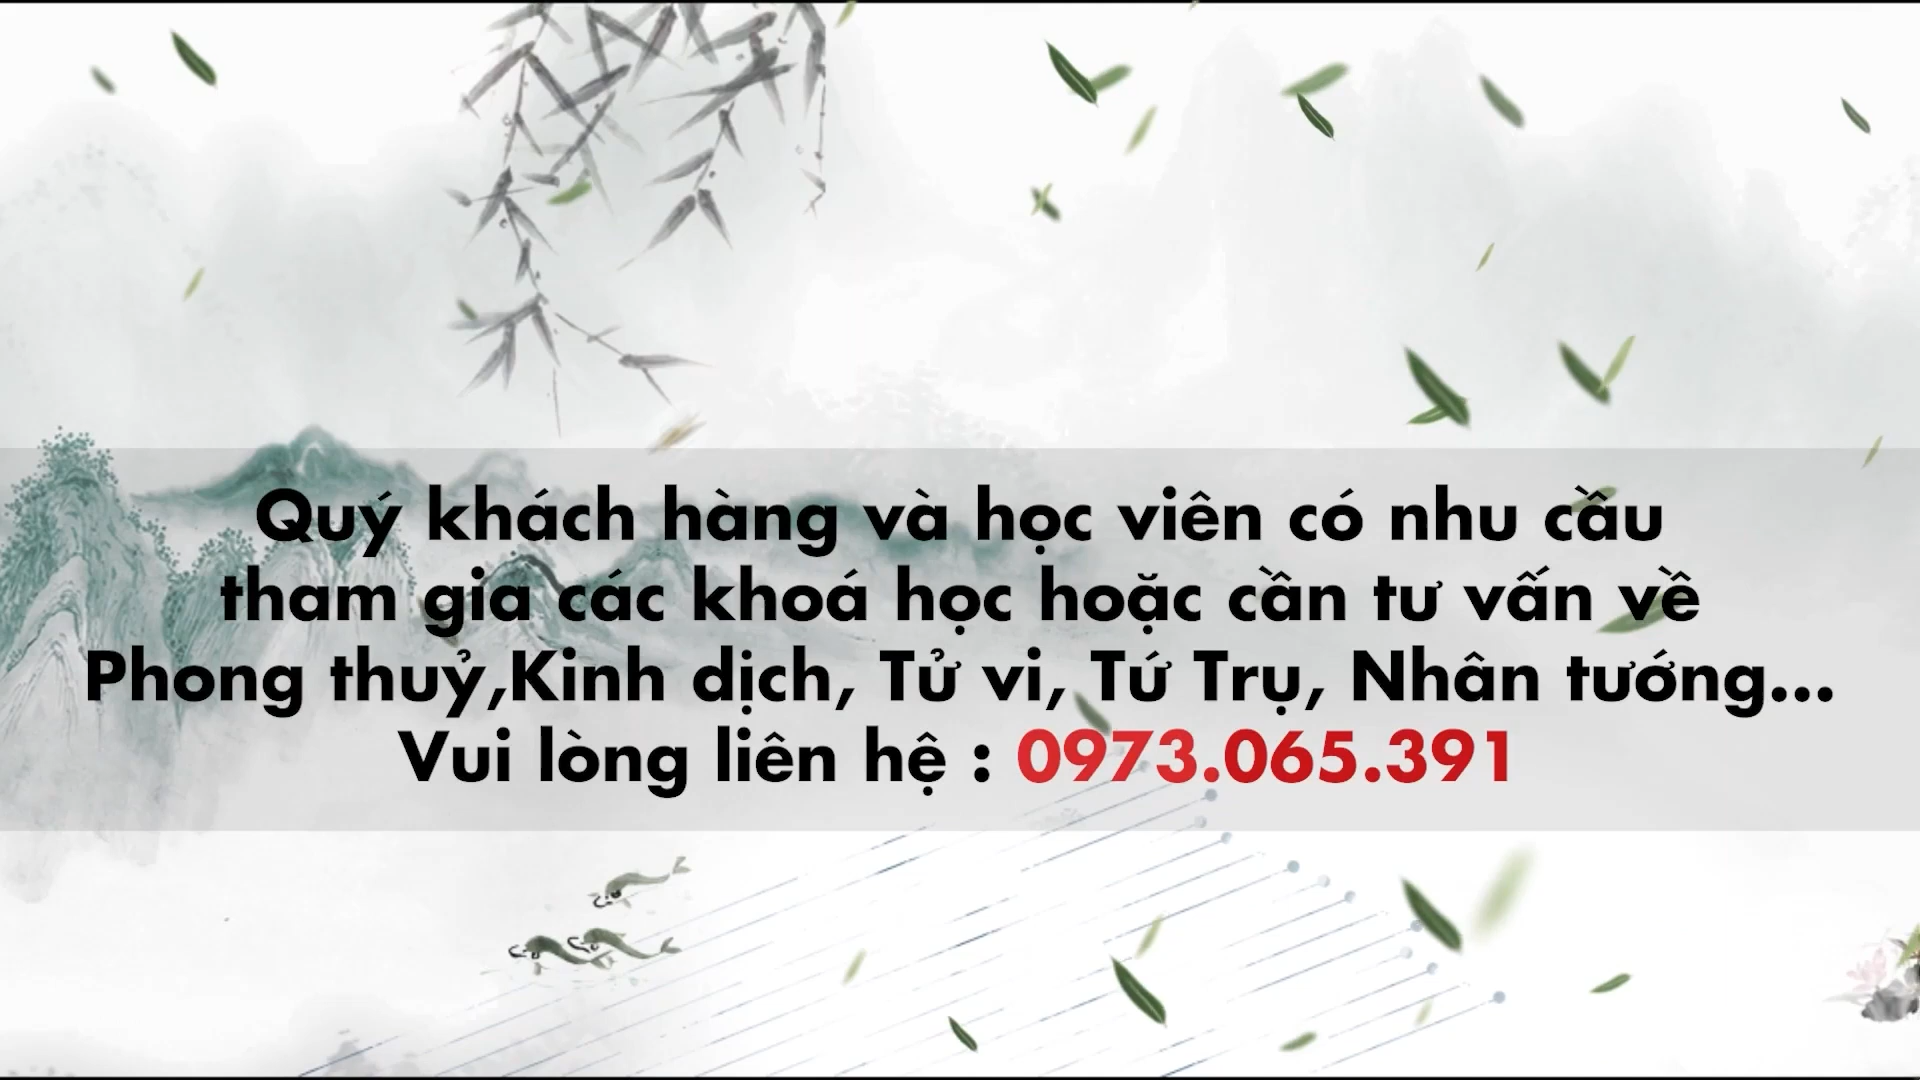 Quý khách hàng và học viên có nhu cầu
tham gia các khoá học hoặc cần tư vấn về
Phong thuỷ,Kinh dịch, Tử vi, Tứ Trụ, Nhân tướng...
Vui lòng liên hệ : 0973.065.391